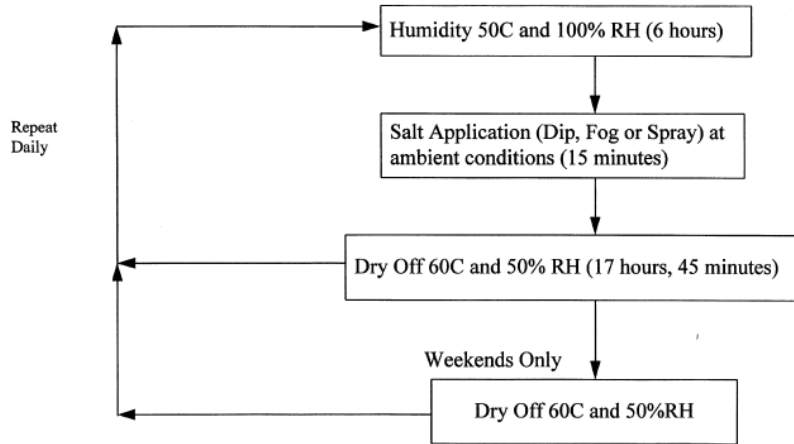 Humidity 50C and 100% RH (6 hours)
Repeat
Daily
Salt Application (Dip, Fog or Spray) at
ambient conditions (15 minutes)
Dry Off 60C and 50% RH (17 hours, 45 minutes)
Weekends Only
Dry Off 60C and 50%RH